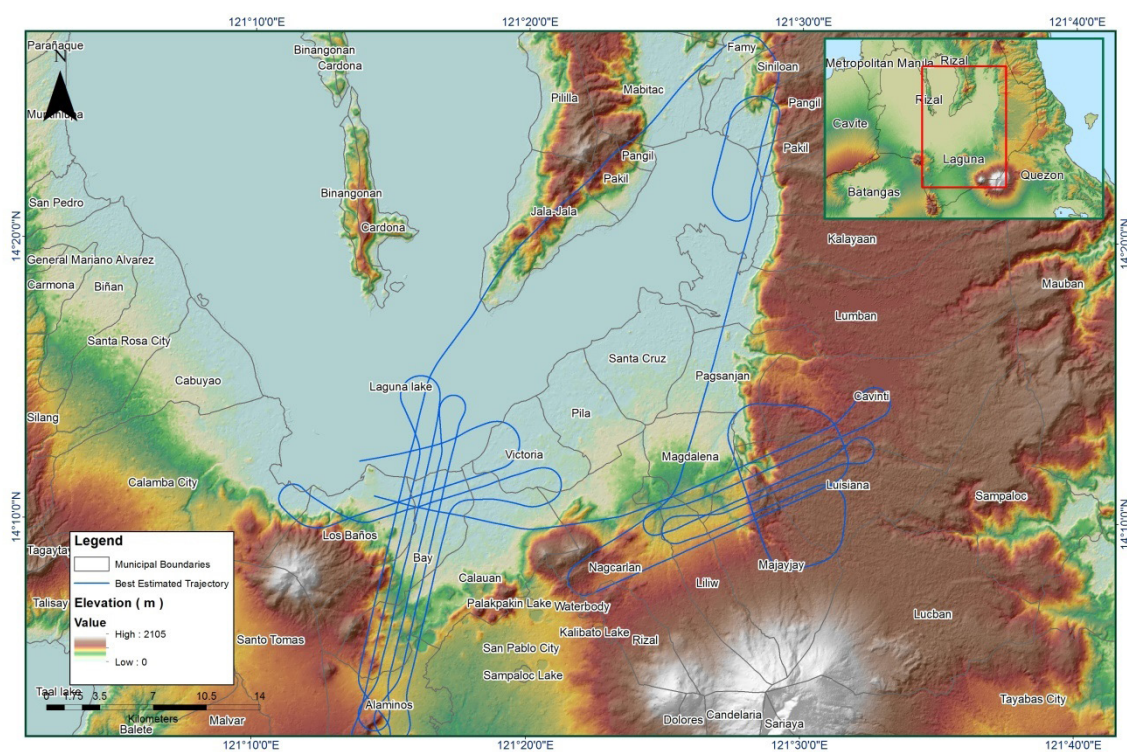 121°10'0"E
121°20'0"E
121°30'0"E
121°40'0"E
Parañaque
N
Binangonan
Cardona
Famy
Siniloan
Metropolitan Manila
Rizal
Mabitac
Pililla
Pangil
Rizal
Muntinlupa
Cavite
Pakil
Pangil
Laguna
Pakil
Quezon
Batangas
Binangonan
San Pedro
Jala-Jala
Cardona
14°20'0"N
14°20'0"N
Kalayaan
General Mariano Alvarez
Carmona
Biñan
Mauban
Lumban
Santa Rosa City
Santa Cruz
Cabuyao
Laguna lake
Pagsanjan
Cavinti
Silang
Pila
Victoria
Magdalena
Calamba City
Luisiana
Sampaloc
14°10'0"N
14°10'0"N
Los Baños
Legend
Municipal Boundaries
Best Estimated Trajectory
Elevation ( m )
Value
High : 2105
Low : 0
Tagaytay
Talisay
Bay
Nagcarlan
Majayjay
Calauan
Liliw
Palakpakin Lake
Waterbody
Lucban
Santo Tomas
Kalibato Lake
Rizal
San Pablo City
Sampaloc Lake
Taal lake
Tayabas City
0 1.75 3.5 7 10.5 14
Kilometers
Alaminos
Malvar
Balete
Dolores
Candelaria
Sariaya
121°10'0"E
121°20'0"E
121°30'0"E
121°40'0"E